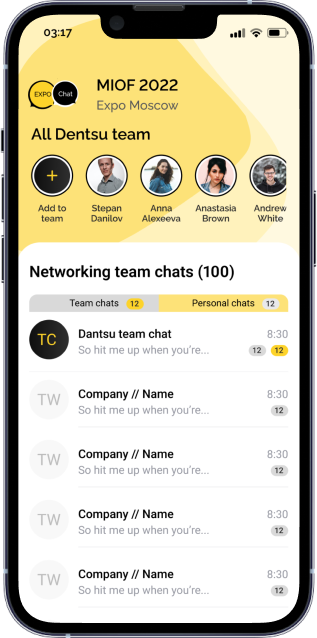 03:17
EXPO Chat
MIOF 2022
Expo Moscow
All Dentsu team
+
Add to team
Stepan Danilov
Anna Alexeeva
Anastasia Brown
Andrew White
Networking team chats (100)
Team chats 12 Personal chats 12
TC Dantsu team chat 8:30
So hit me up when you're... 12 12
TW Company // Name 8:30
So hit me up when you're... 12
TW Company // Name 8:30
So hit me up when you're... 12
TW Company // Name 8:30
So hit me up when you're... 12
TW Company // Name 8:30
So hit me up when you're... 12